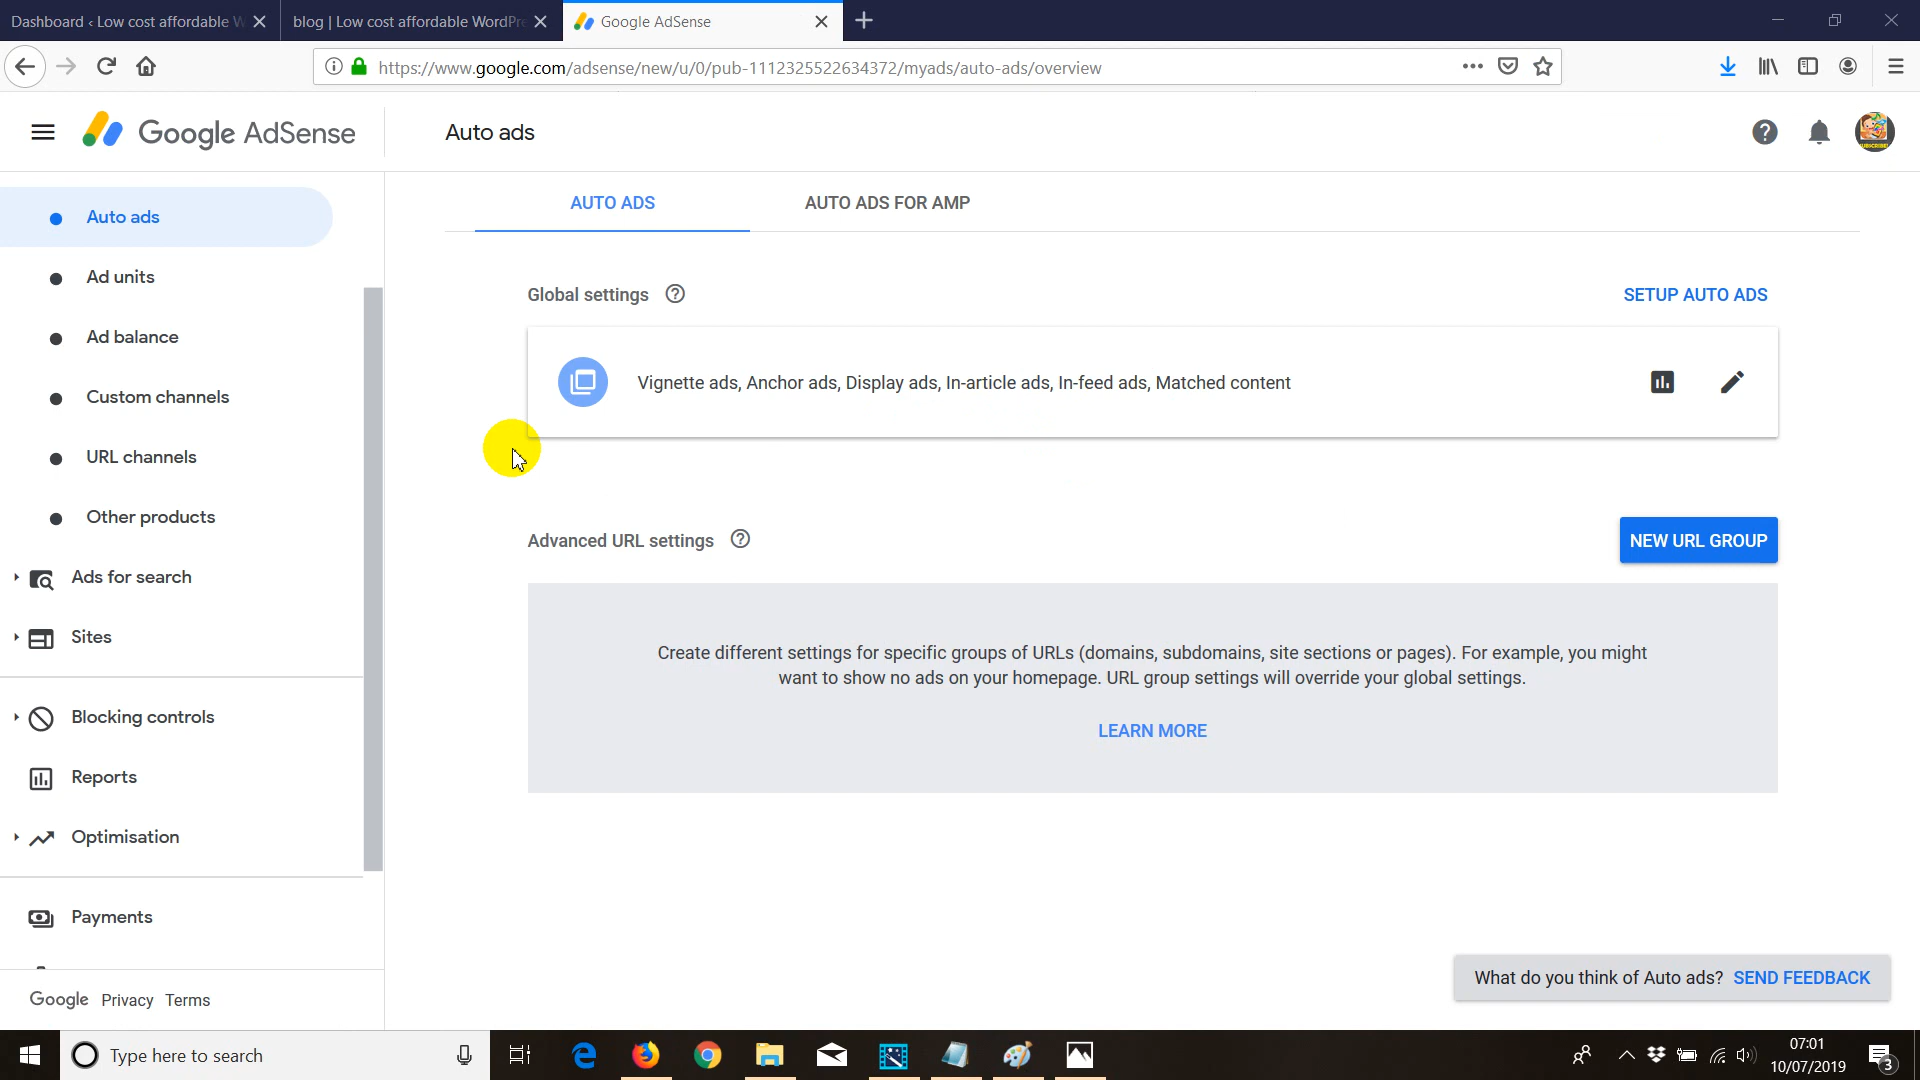 Dashboard ‹ Low cost affordable W
blog | Low cost affordable WordPre
Google AdSense
https://www.google.com/adsense/new/u/0/pub-1112325522634372/myads/auto-ads/overview
Google AdSense
Auto ads
Auto ads
Ad units
Ad balance
Custom channels
URL channels
Other products
Ads for search
Sites
Blocking controls
Reports
Optimisation
Payments
Google Privacy Terms
AUTO ADS
AUTO ADS FOR AMP
Global settings
SETUP AUTO ADS
Vignette ads, Anchor ads, Display ads, In-article ads, In-feed ads, Matched content
Advanced URL settings
NEW URL GROUP
Create different settings for specific groups of URLs (domains, subdomains, site sections or pages). For example, you might
want to show no ads on your homepage. URL group settings will override your global settings.
LEARN MORE
What do you think of Auto ads? SEND FEEDBACK
Type here to search
07:01
10/07/2019
3